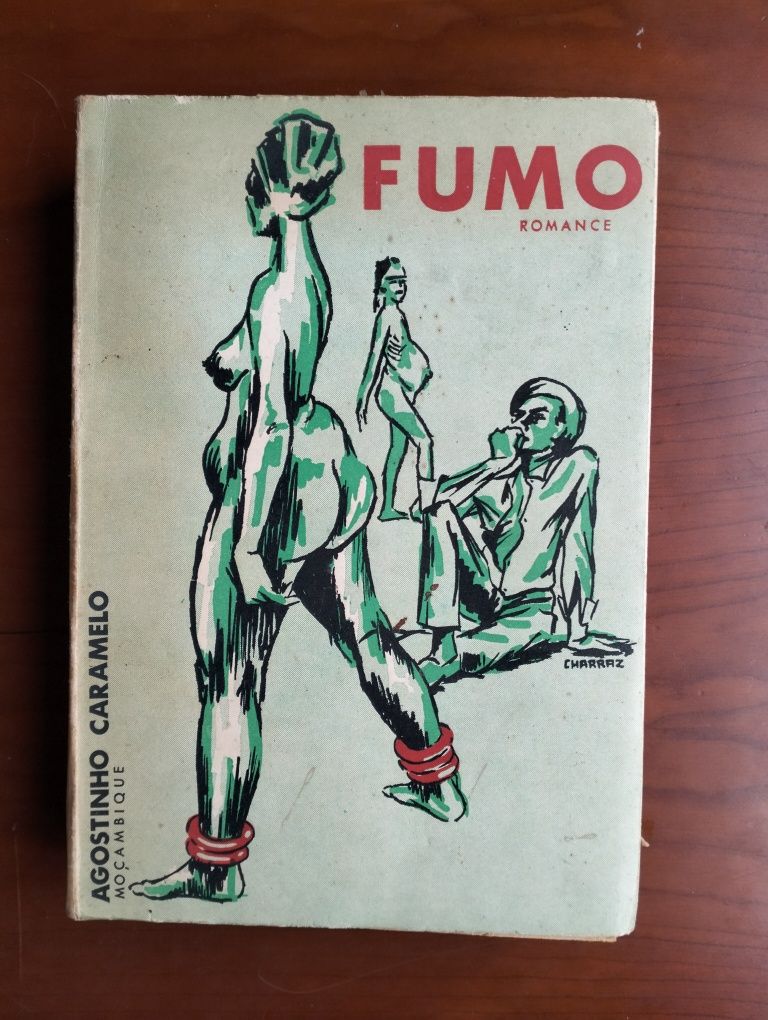 FUMO
ROMANCE
CHARRAZ
AGOSTINHO CARAMELO
MOÇAMBIQUE